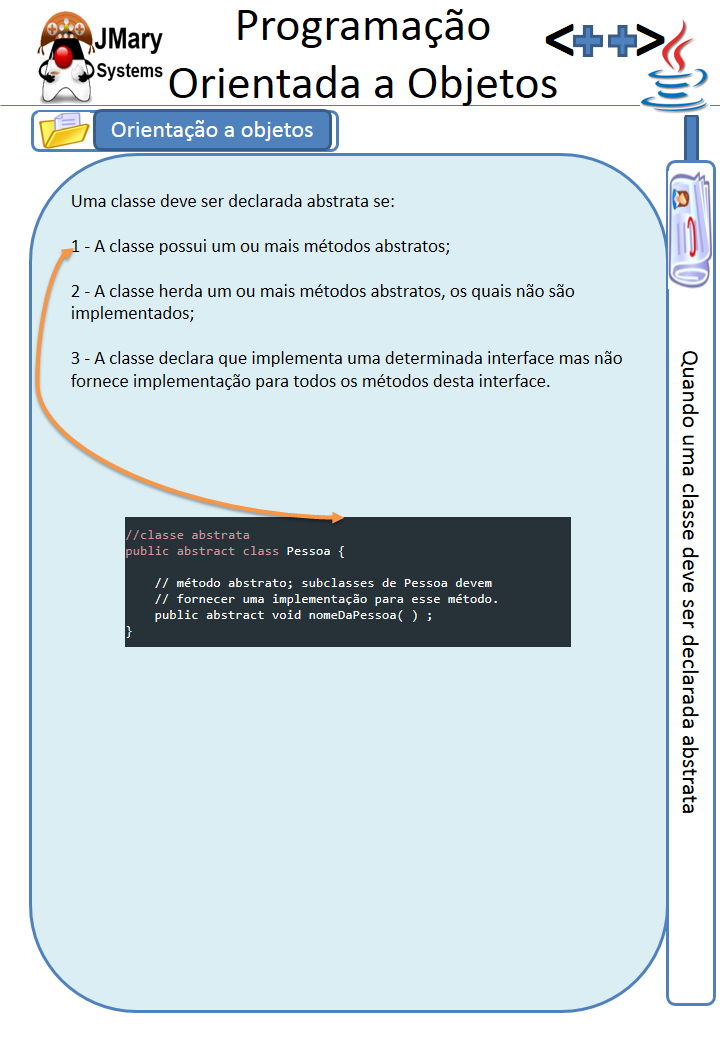 JMary
Systems
Programação
Orientada a Objetos
<++>
Orientação a objetos
Uma classe deve ser declarada abstrata se:
1 - A classe possui um ou mais métodos abstratos;
2 - A classe herda um ou mais métodos abstratos, os quais não são
implementados;
3 - A classe declara que implementa uma determinada interface mas não
fornece implementação para todos os métodos desta interface.
//classe abstrata
public abstract class Pessoa {
// método abstrato; subclasses de Pessoa devem
// fornecer uma implementação para esse método.
public abstract void nomeDaPessoa( ) ;
}
Quando uma classe deve ser declarada abstrata